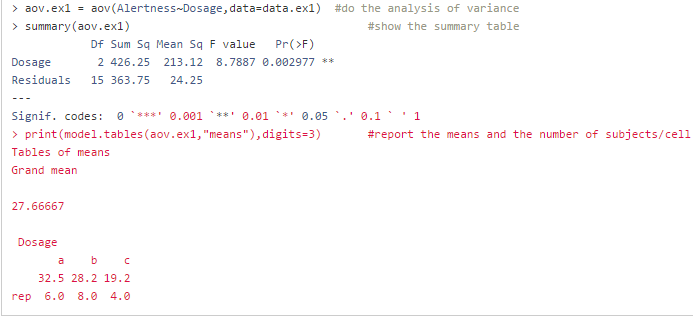 > aov.ex1 = aov(Alertness~Dosage,data=data.ex1)  #do the analysis of variance
> summary(aov.ex1)                                    #show the summary table
            Df Sum Sq Mean Sq F value   Pr(>F)
Dosage       2 426.25  213.12  8.7887 0.002977 **
Residuals   15 363.75   24.25
---
Signif. codes:  0 `***' 0.001 `**' 0.01 `*' 0.05 `.' 0.1 ` ' 1
> print(model.tables(aov.ex1,"means"),digits=3)       #report the means and the number of subjects/cell
Tables of means
Grand mean
27.66667
 Dosage
       a    b    c
    32.5 28.2 19.2
rep  6.0  8.0  4.0